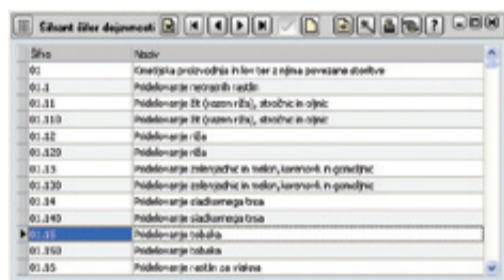 Šifrant šifer dejavnosti
Šifra Naziv
01 Kmetijska proizvodnja in lov ter z njima povezane storitve
01.1 Pridelovanje netrajnih rastlin
01.11 Pridelovanje žit (razen riža), stročnic in oljnic
01.110 Pridelovanje žit (razen riža), stročnic in oljnic
01.12 Pridelovanje riža
01.120 Pridelovanje riža
01.13 Pridelovanje zelenjadnic in melon, korenovk in gomoljnic
01.130 Pridelovanje zelenjadnic in melon, korenovk in gomoljnic
01.14 Pridelovanje sladkornega trsa
01.140 Pridelovanje sladkornega trsa
01.15 Pridelovanje tobaka
01.150 Pridelovanje tobaka
01.16 Pridelovanje rastlin za vlakna